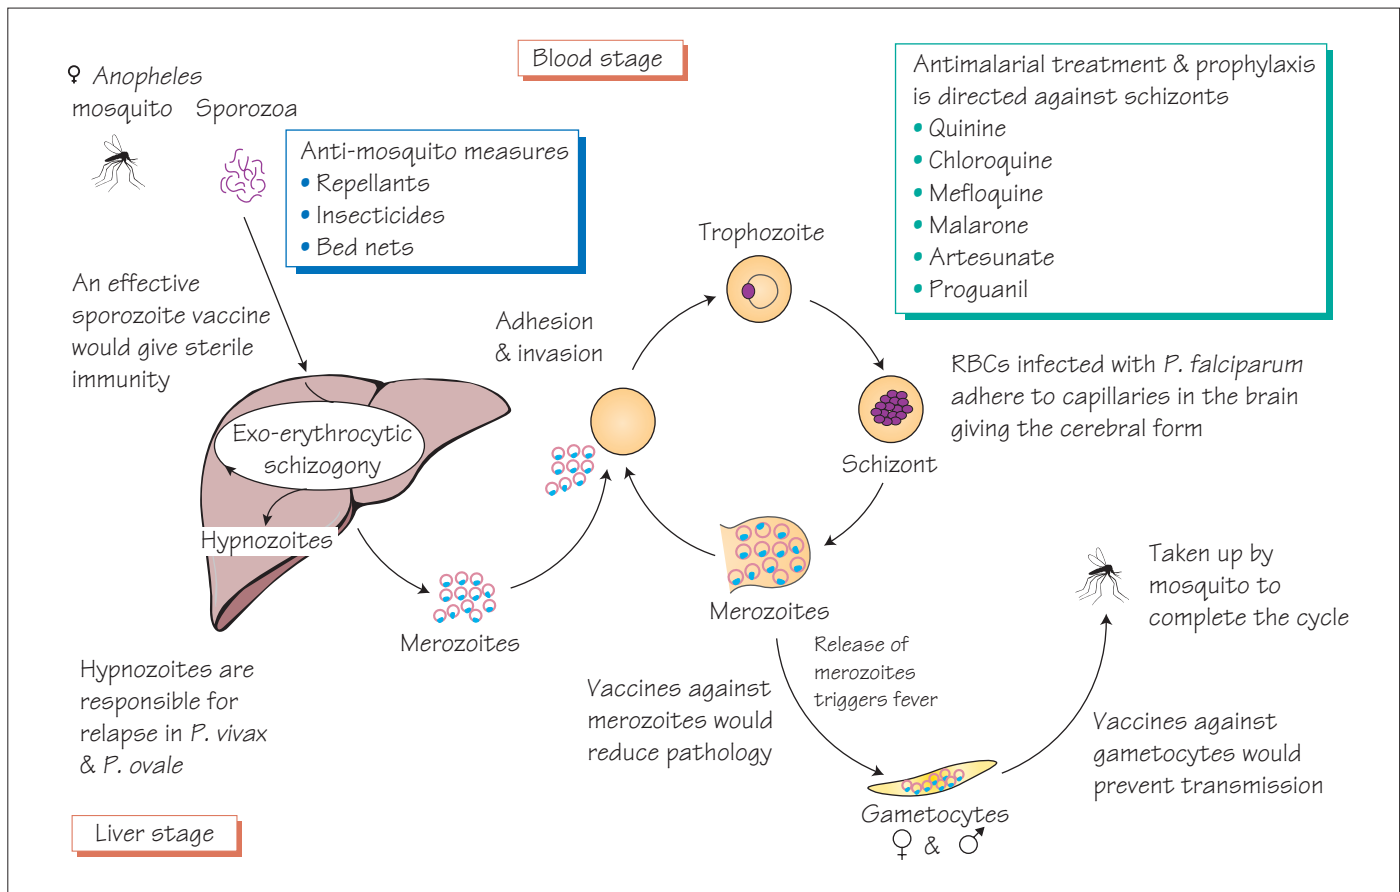 Blood stage
♀ Anopheles
mosquito
Sporozoa
Anti-mosquito measures
• Repellants
• Insecticides
• Bed nets
Antimalarial treatment & prophylaxis
is directed against schizonts
• Quinine
• Chloroquine
• Mefloquine
• Malarone
• Artesunate
• Proguanil
An effective
sporozoite vaccine
would give sterile
immunity
Trophozoite
Adhesion
& invasion
RBCs infected with P. falciparum
adhere to capillaries in the brain
giving the cerebral form
Exo-erythrocytic
schizogony
Schizont
Hypnozoites
Merozoites
Merozoites
Taken up by
mosquito to
complete the cycle
Hypnozoites are
responsible for
relapse in P. vivax
& P. ovale
Release of
merozoites
triggers fever
Vaccines against
merozoites would
reduce pathology
Vaccines against
gametocytes would
prevent transmission
Gametocytes
♀ & ♂
Liver stage